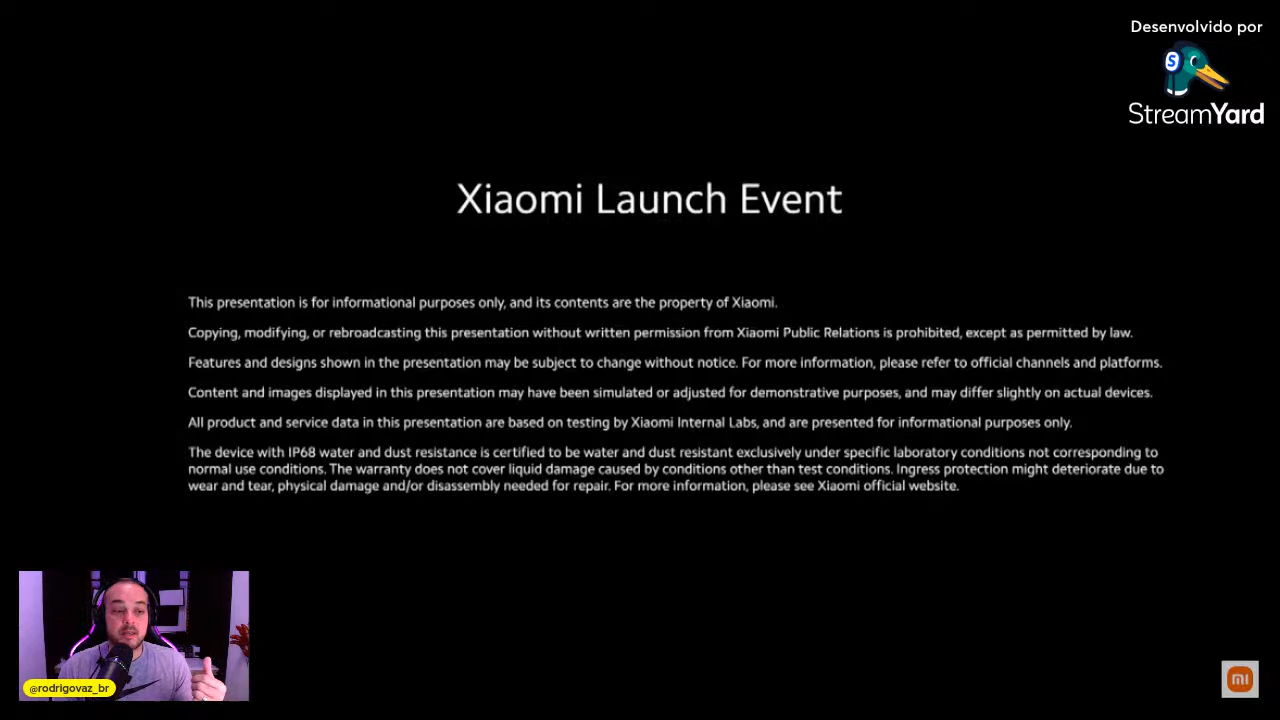 Desenvolvido por
S
StreamYard
Xiaomi Launch Event
This presentation is for informational purposes only, and its contents are the property of Xiaomi.
Copying, modifying, or rebroadcasting this presentation without written permission from Xiaomi Public Relations is prohibited, except as permitted by law.
Features and designs shown in the presentation may be subject to change without notice. For more information, please refer to official channels and platforms.
Content and images displayed in this presentation may have been simulated or adjusted for demonstrative purposes, and may differ slightly on actual devices.
All product and service data in this presentation are based on testing by Xiaomi Internal Labs, and are presented for informational purposes only.
The device with IP68 water and dust resistance is certified to be water and dust resistant exclusively under specific laboratory conditions not corresponding to
normal use conditions. The warranty does not cover liquid damage caused by conditions other than test conditions. Ingress protection might deteriorate due to
wear and tear, physical damage and/or disassembly needed for repair. For more information, please see Xiaomi official website.
@rodrigovaz_br
mi